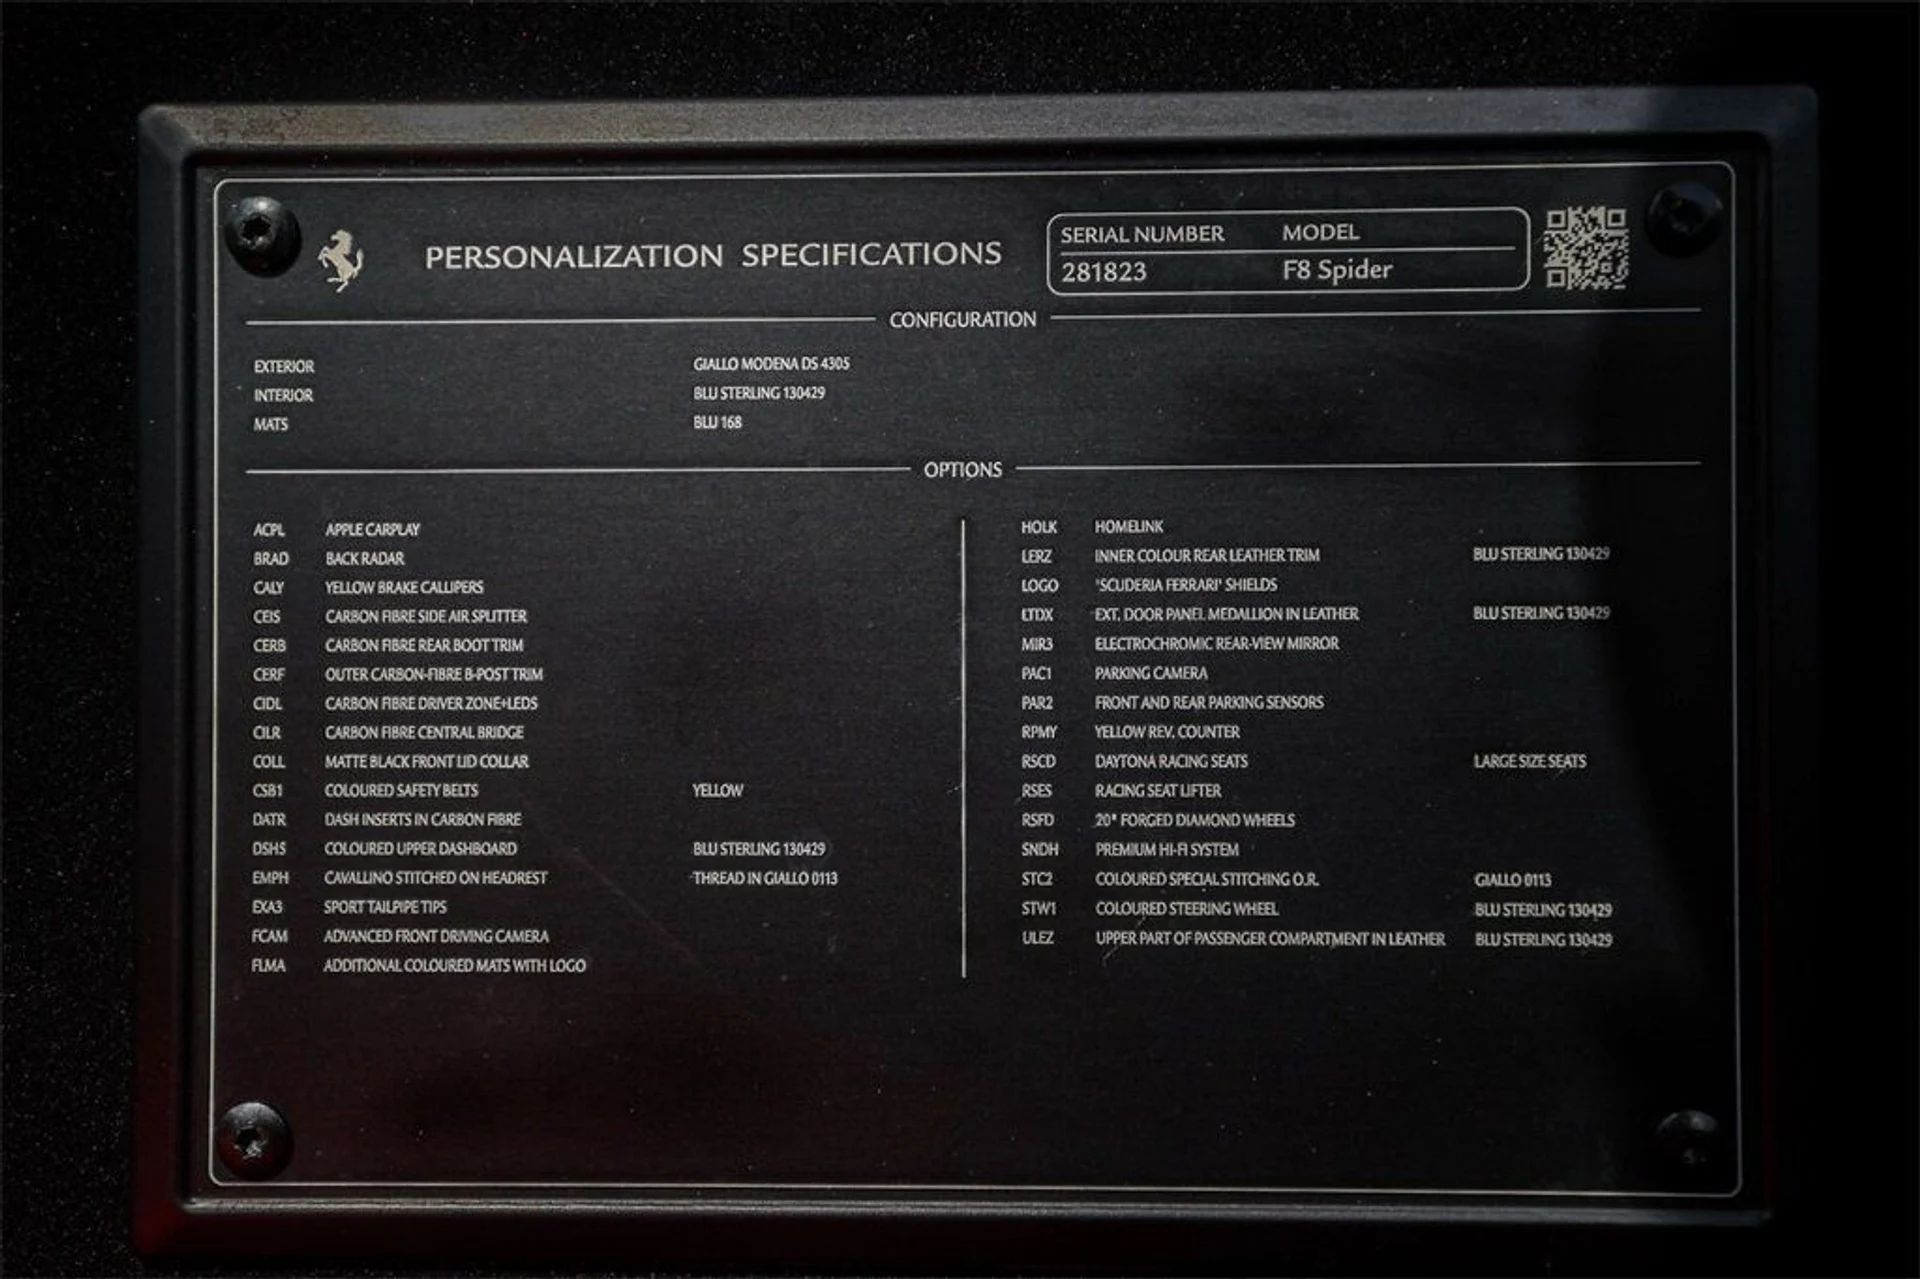 PERSONALIZATION SPECIFICATIONS
SERIAL NUMBER MODEL
281823 F8 Spider
CONFIGURATION
EXTERIOR GIALLO MODENA DS 4305
INTERIOR BLU STERLING 130429
MATS BLU 168
OPTIONS
ACPL APPLE CARPLAY
BRAD BACK RADAR
CALY YELLOW BRAKE CALLIPERS
CEIS CARBON FIBRE SIDE AIR SPLITTER
CERB CARBON FIBRE REAR BOOT TRIM
CERF OUTER CARBON-FIBRE B-POST TRIM
CIDL CARBON FIBRE DRIVER ZONE+LEDS
CILR CARBON FIBRE CENTRAL BRIDGE
COLL MATTE BLACK FRONT LID COLLAR
CSB1 COLOURED SAFETY BELTS YELLOW
DATR DASH INSERTS IN CARBON FIBRE
DSHS COLOURED UPPER DASHBOARD BLU STERLING 130429
EMPH CAVALLINO STITCHED ON HEADREST THREAD IN GIALLO 0113
EXA3 SPORT TAILPIPE TIPS
FCAM ADVANCED FRONT DRIVING CAMERA
FLMA ADDITIONAL COLOURED MATS WITH LOGO
HOLK HOMELINK
LERZ INNER COLOUR REAR LEATHER TRIM BLU STERLING 130429
LOGO 'SCUDERIA FERRARI' SHIELDS
LTDX EXT. DOOR PANEL MEDALLION IN LEATHER BLU STERLING 130429
MIR3 ELECTROCHROMIC REAR-VIEW MIRROR
PAC1 PARKING CAMERA
PAR2 FRONT AND REAR PARKING SENSORS
RPMY YELLOW REV. COUNTER
RSCD DAYTONA RACING SEATS LARGE SIZE SEATS
RSES RACING SEAT LIFTER
RSFD 20" FORGED DIAMOND WHEELS
SNDH PREMIUM HI-FI SYSTEM
STC2 COLOURED SPECIAL STITCHING O.R. GIALLO 0113
STW1 COLOURED STEERING WHEEL BLU STERLING 130429
ULEZ UPPER PART OF PASSENGER COMPARTMENT IN LEATHER BLU STERLING 130429